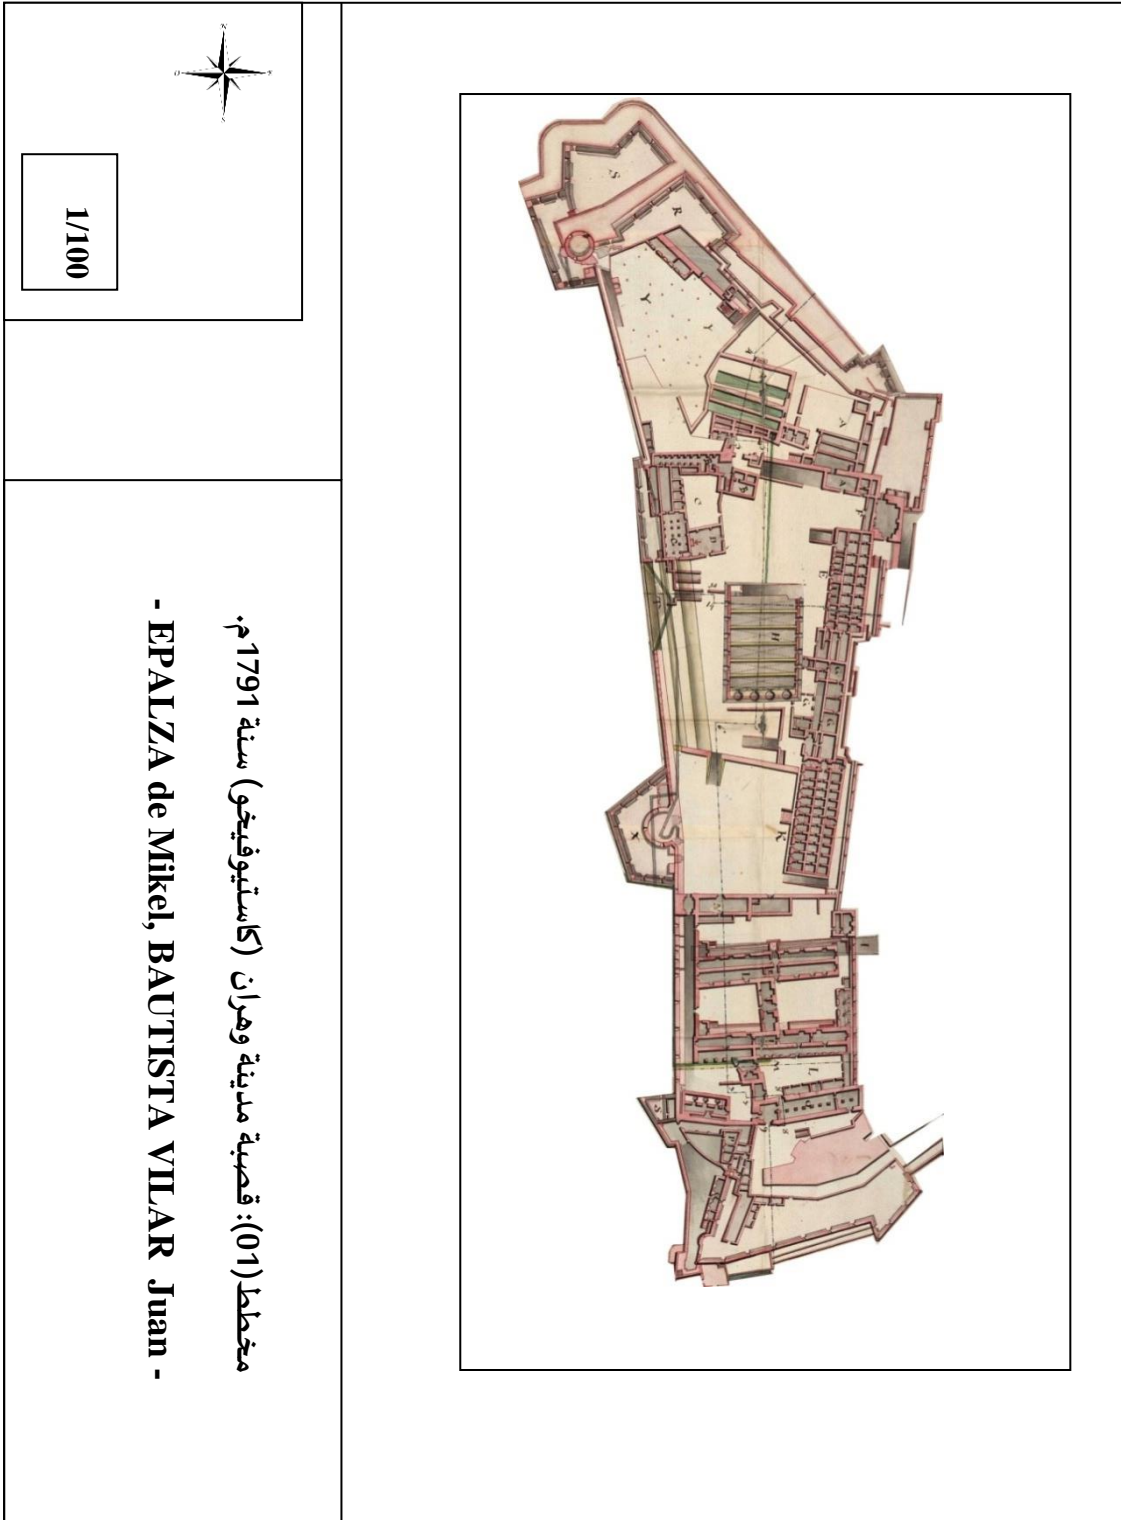 N
O
S
1/100
مخطط(01): قصبة مدينة وهران (كاستيوفيخو) سنة 1791م.
- EPALZA de Mikel, BAUTISTA VILAR Juan -
S
R
Y
Y
A
A
C
D
E
F
H
G
K
X
I
L
M